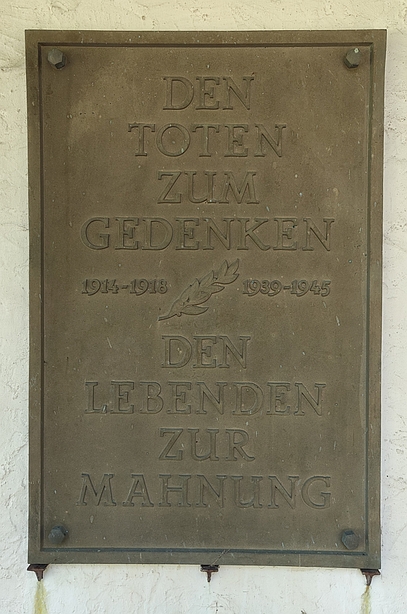 DEN
TOTEN
ZUM
GEDENKEN
1914-1918 1939-1945
DEN
LEBENDEN
ZUR
MAHNUNG